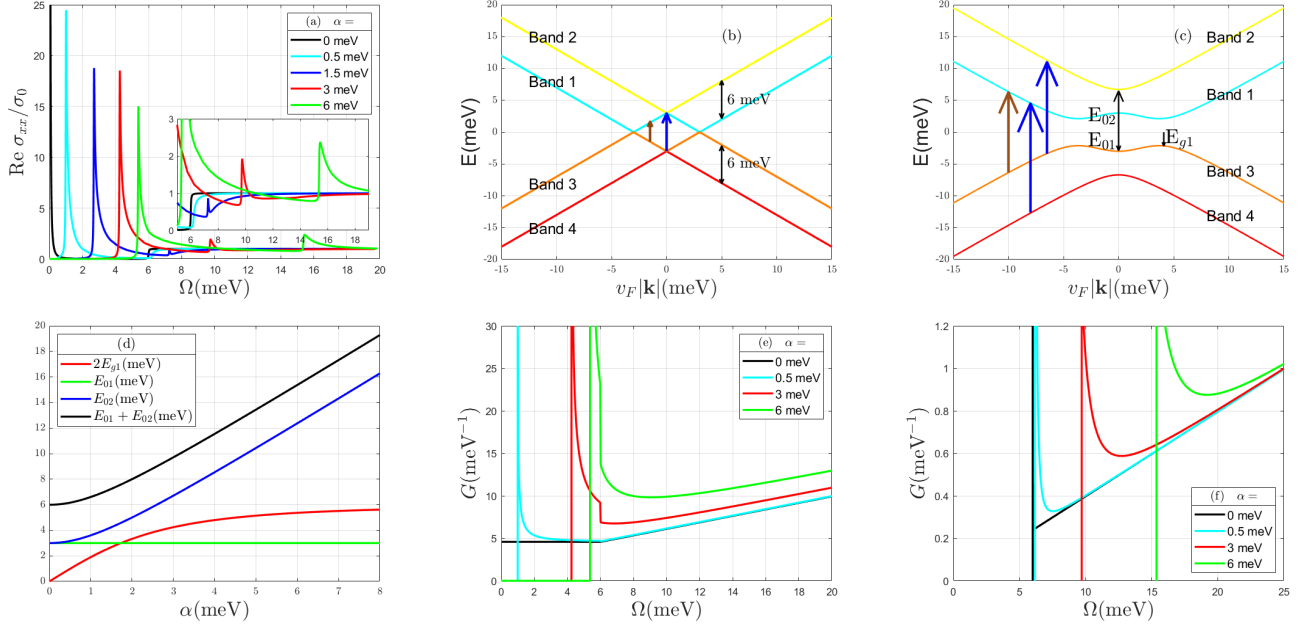 (a) α =
0 meV
0.5 meV
1.5 meV
3 meV
6 meV
Re σxx/σ0
25
20
15
10
5
0
3
2
1
0
6 8 10 12 14 16 18
0 2 4 6 8 10 12 14 16 18 20
Ω(meV)
(b)
Band 2
Band 1
Band 3
Band 4
6 meV
6 meV
E(meV)
20
15
10
5
0
-5
-10
-15
-20
-15 -10 -5 0 5 10 15
vF|k|(meV)
(c)
Band 2
Band 1
Band 3
Band 4
E02
E01
Eg1
E(meV)
20
15
10
5
0
-5
-10
-15
-20
-15 -10 -5 0 5 10 15
vF|k|(meV)
(d)
2Eg1(meV)
E01(meV)
E02(meV)
E01 + E02(meV)
20
18
16
14
12
10
8
6
4
2
0
0 1 2 3 4 5 6 7 8
α(meV)
(e) α =
0 meV
0.5 meV
3 meV
6 meV
G(meV−1)
30
25
20
15
10
5
0
0 2 4 6 8 10 12 14 16 18 20
Ω(meV)
(f) α =
0 meV
0.5 meV
3 meV
6 meV
G(meV−1)
1.2
1
0.8
0.6
0.4
0.2
0
0 5 10 15 20 25
Ω(meV)